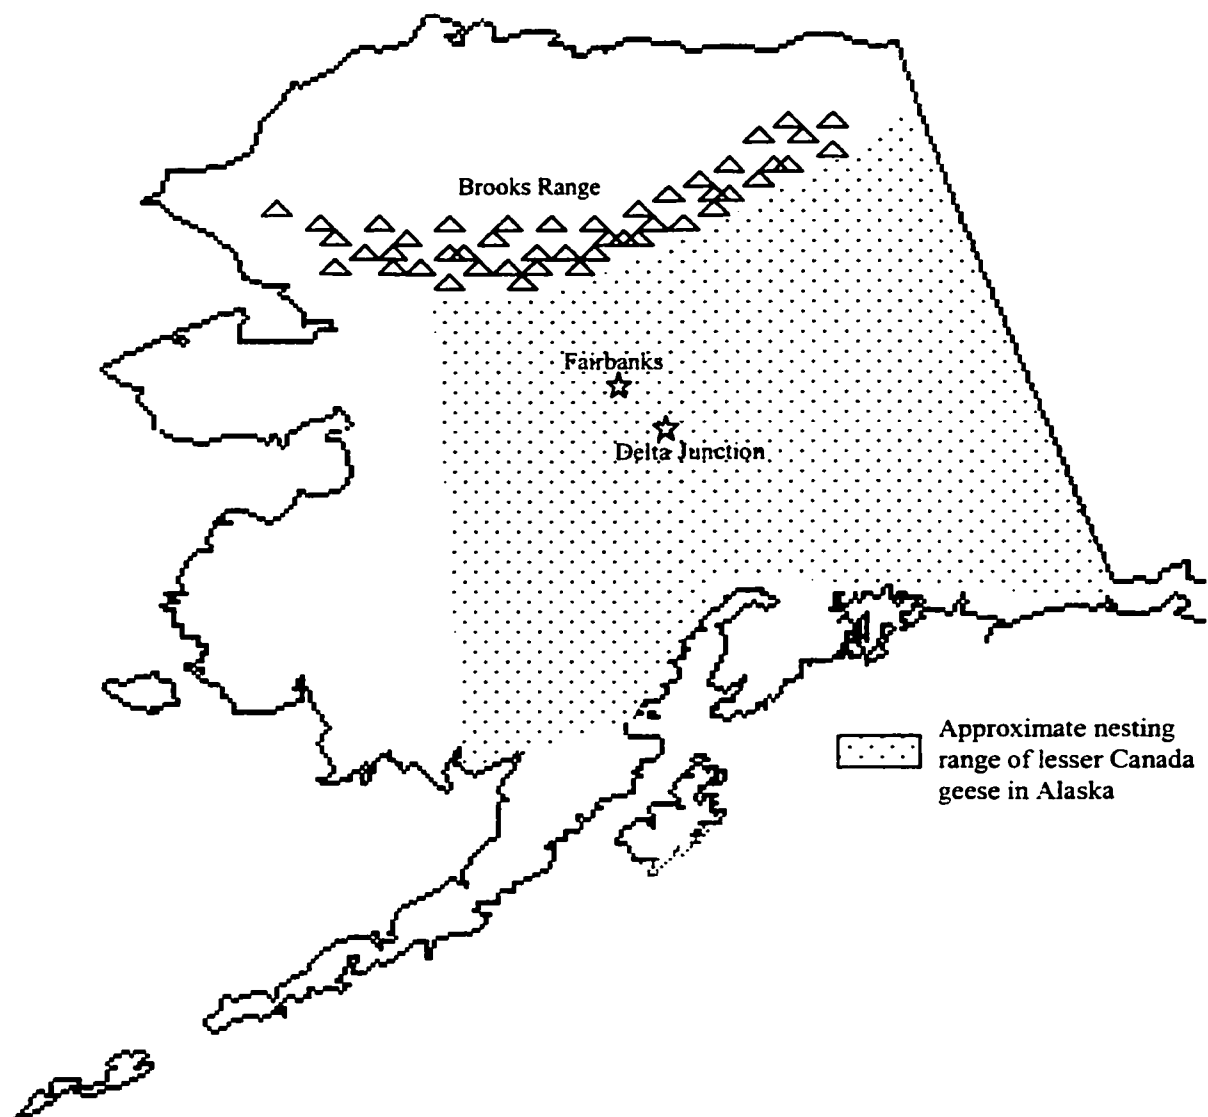 Brooks Range
Fairbanks
Delta Junction
Approximate nesting
range of lesser Canada
geese in Alaska